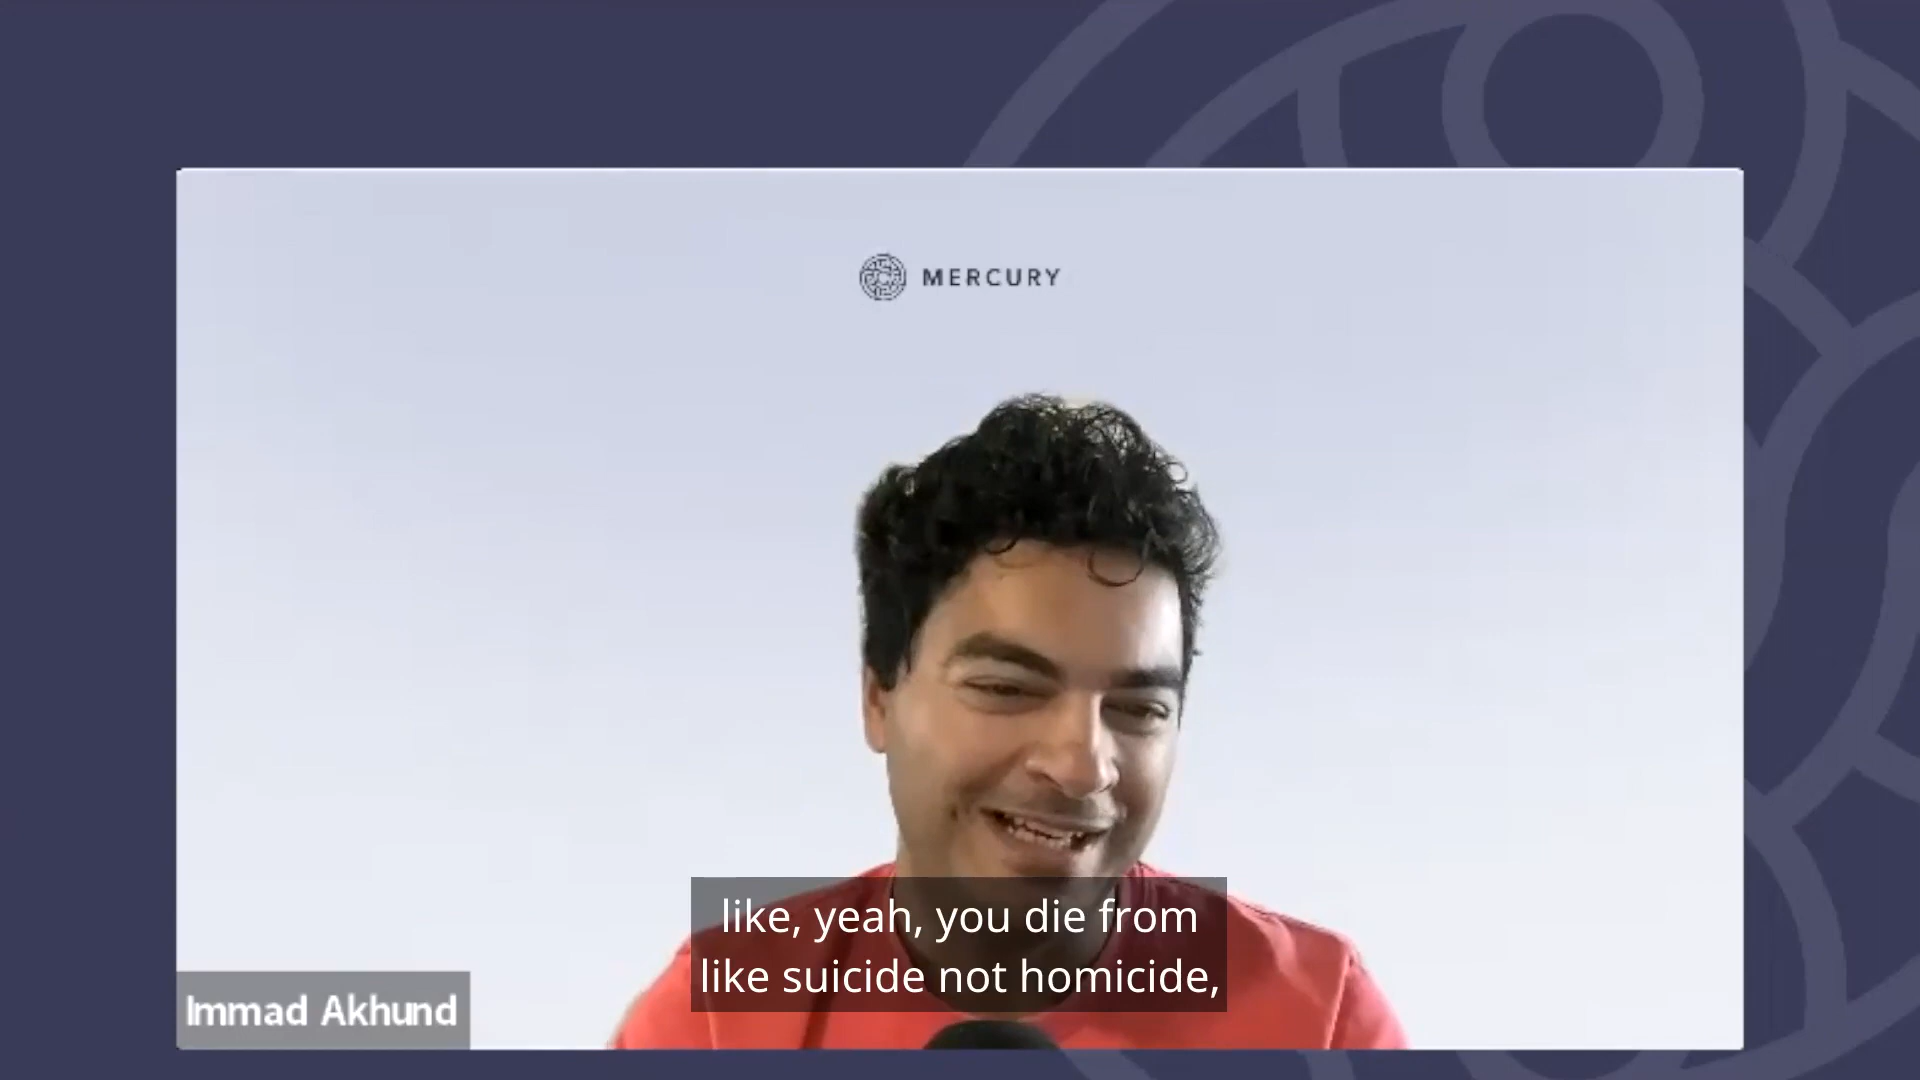 MERCURY
like, yeah, you die from
like suicide not homicide,
Immad Akhund